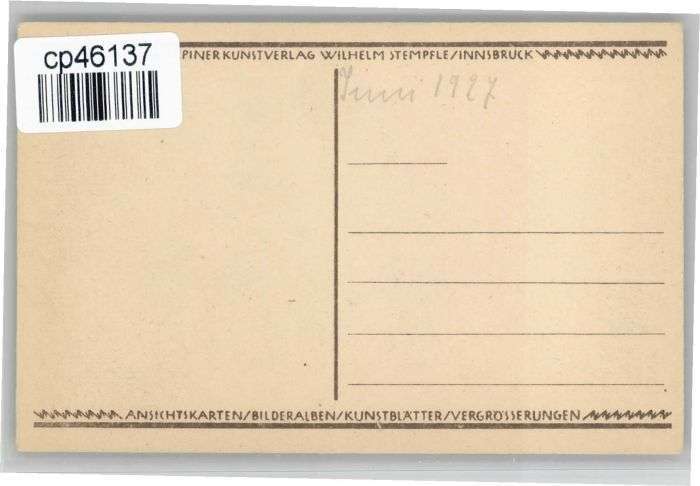 cp46137
PINER KUNSTVERLAG WILHELM STEMPFLE/INNSBRUCK
Juni 1927
ANSICHTSKARTEN/BILDERALBEN/KUNSTBLÄTTER/VERGRÖSSERUNGEN